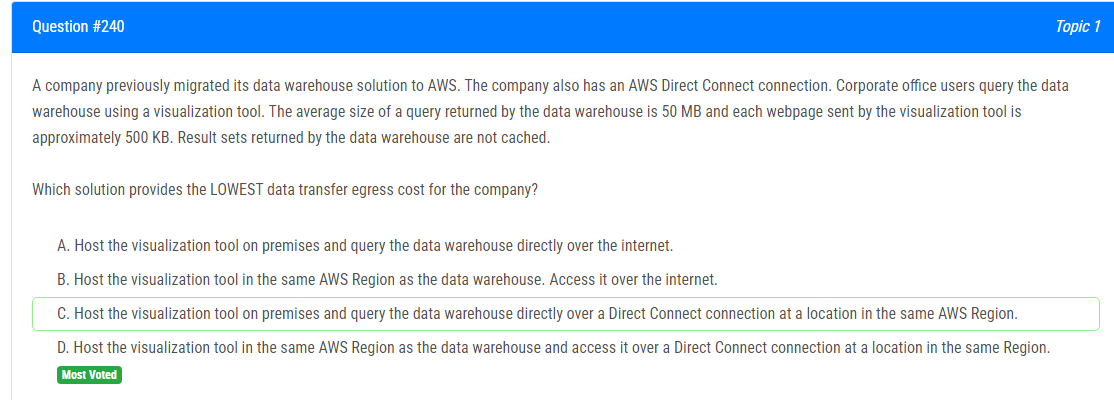 Question #240
Topic 1
A company previously migrated its data warehouse solution to AWS. The company also has an AWS Direct Connect connection. Corporate office users query the data
warehouse using a visualization tool. The average size of a query returned by the data warehouse is 50 MB and each webpage sent by the visualization tool is
approximately 500 KB. Result sets returned by the data warehouse are not cached.
Which solution provides the LOWEST data transfer egress cost for the company?
A. Host the visualization tool on premises and query the data warehouse directly over the internet.
B. Host the visualization tool in the same AWS Region as the data warehouse. Access it over the internet.
C. Host the visualization tool on premises and query the data warehouse directly over a Direct Connect connection at a location in the same AWS Region.
D. Host the visualization tool in the same AWS Region as the data warehouse and access it over a Direct Connect connection at a location in the same Region.
Most Voted